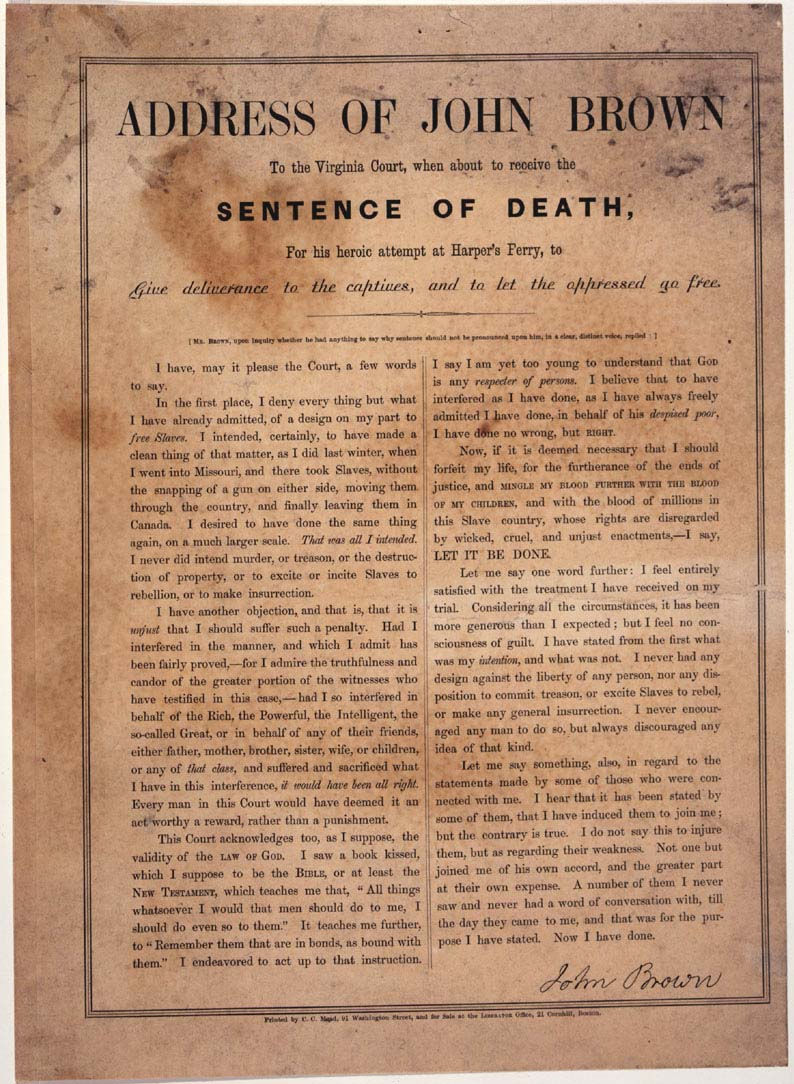 ADDRESS OF JOHN BROWN
To the Virginia Court, when about to receive the
SENTENCE OF DEATH,
For his heroic attempt at Harper's Ferry, to
Give deliverance to the captives, and to let the oppressed go free.
[ MR. BROWN, upon inquiry whether he had anything to say why sentence should not be pronounced upon him, in a clear, distinct voice, replied : ]
I have, may it please the Court, a few words
to say.
In the first place, I deny every thing but what
I have already admitted, of a design on my part to
free Slaves. I intended, certainly, to have made a
clean thing of that matter, as I did last winter, when
I went into Missouri, and there took Slaves, without
the snapping of a gun on either side, moving them
through the country, and finally leaving them in
Canada. I desired to have done the same thing
again, on a much larger scale. That was all I intended.
I never did intend murder, or treason, or the destruc-
tion of property, or to excite or incite Slaves to
rebellion, or to make insurrection.
I have another objection, and that is, that it is
unjust that I should suffer such a penalty. Had I
interfered in the manner, and which I admit has
been fairly proved,—for I admire the truthfulness and
candor of the greater portion of the witnesses who
have testified in this case,—had I so interfered in
behalf of the Rich, the Powerful, the Intelligent, the
so-called Great, or in behalf of any of their friends,
either father, mother, brother, sister, wife, or children,
or any of that class, and suffered and sacrificed what
I have in this interference, it would have been all right.
Every man in this Court would have deemed it an
act worthy a reward, rather than a punishment.
This Court acknowledges too, as I suppose, the
validity of the LAW OF GOD. I saw a book kissed,
which I suppose to be the BIBLE, or at least the
NEW TESTAMENT, which teaches me that, " All things
whatsoever I would that men should do to me, I
should do even so to them." It teaches me further,
to " Remember them that are in bonds, as bound with
them." I endeavored to act up to that instruction.
I say I am yet too young to understand that GOD
is any respecter of persons. I believe that to have
interfered as I have done, as I have always freely
admitted I have done, in behalf of his despised poor,
I have done no wrong, but RIGHT.
Now, if it is deemed necessary that I should
forfeit my life, for the furtherance of the ends of
justice, and MINGLE MY BLOOD FURTHER WITH THE BLOOD
OF MY CHILDREN, and with the blood of millions in
this Slave country, whose rights are disregarded
by wicked, cruel, and unjust enactments,—I say,
LET IT BE DONE.
Let me say one word further: I feel entirely
satisfied with the treatment I have received on my
trial. Considering all the circumstances, it has been
more generous than I expected ; but I feel no con-
sciousness of guilt. I have stated from the first what
was my intention, and what was not. I never had any
design against the liberty of any person, nor any dis-
position to commit treason, or excite Slaves to rebel,
or make any general insurrection. I never encour-
aged any man to do so, but always discouraged any
idea of that kind.
Let me say something, also, in regard to the
statements made by some of those who were con-
nected with me. I hear that it has been stated by
some of them, that I have induced them to join me ;
but the contrary is true. I do not say this to injure
them, but as regarding their weakness. Not one but
joined me of his own accord, and the greater part
at their own expense. A number of them I never
saw and never had a word of conversation with, till
the day they came to me, and that was for the pur-
pose I have stated. Now I have done.
John Brown
Printed by C. C. Mead, 91 Washington Street, and for Sale at the LIBERATOR Office, 21 Cornhill, Boston.